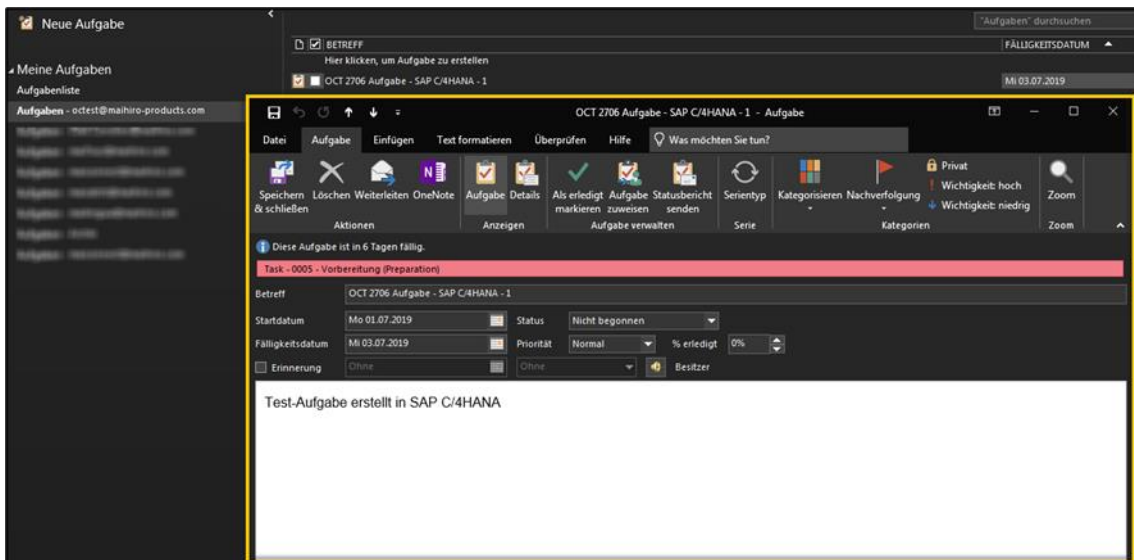 Neue Aufgabe
"Aufgaben" durchsuchen
BETREFF
FÄLLIGKEITSDATUM
Hier klicken, um Aufgabe zu erstellen
Meine Aufgaben
Aufgabenliste
OCT 2706 Aufgabe - SAP C/4HANA - 1
Mi 03.07.2019
Aufgaben - octest@maihiro-products.com
OCT 2706 Aufgabe - SAP C/4HANA - 1 - Aufgabe
Datei Aufgabe Einfügen Text formatieren Überprüfen Hilfe Was möchten Sie tun?
Speichern & schließen
Löschen
Weiterleiten
OneNote
Aktionen
Aufgabe
Details
Anzeigen
Als erledigt markieren
Aufgabe zuweisen
Statusbericht senden
Aufgabe verwalten
Serientyp
Serie
Kategorisieren
Nachverfolgung
Privat
Wichtigkeit: hoch
Wichtigkeit: niedrig
Kategorien
Zoom
Zoom
Diese Aufgabe ist in 6 Tagen fällig.
Task - 0005 - Vorbereitung (Preparation)
Betreff OCT 2706 Aufgabe - SAP C/4HANA - 1
Startdatum Mo 01.07.2019 Status Nicht begonnen
Fälligkeitsdatum Mi 03.07.2019 Priorität Normal % erledigt 0%
Erinnerung Ohne Ohne Besitzer
Test-Aufgabe erstellt in SAP C/4HANA